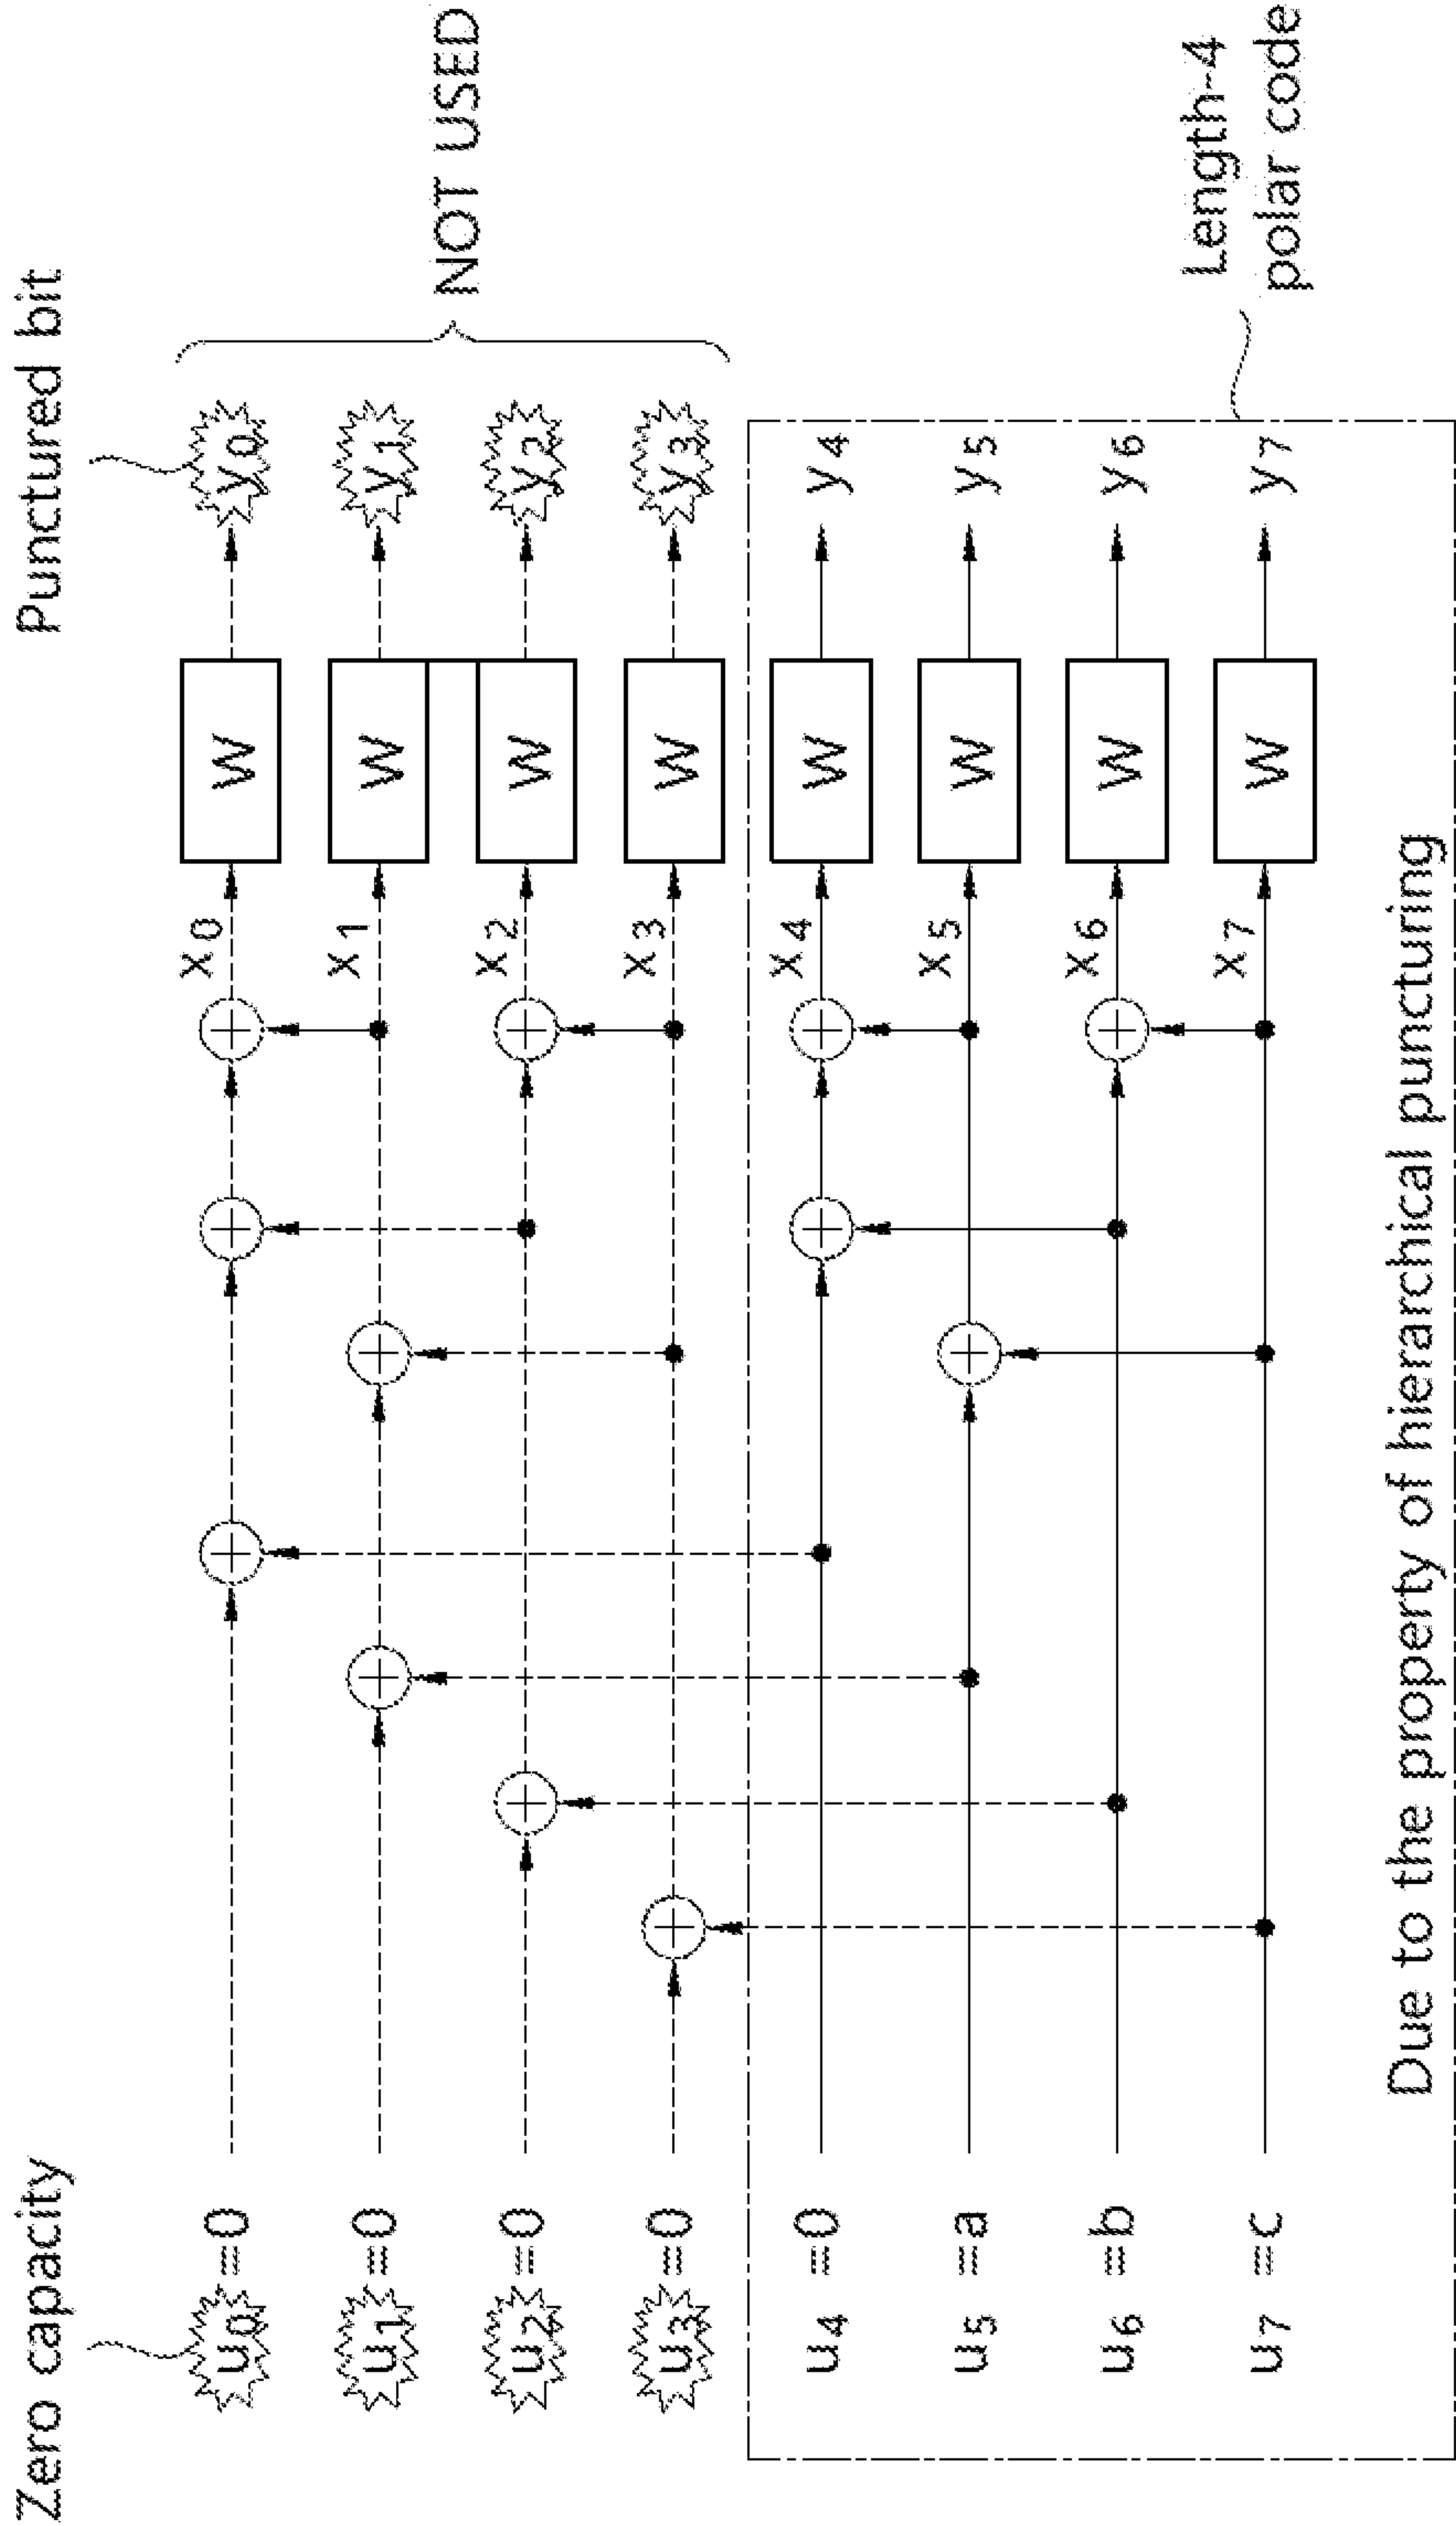 Zero capacity
Punctured bit
u0 =0
x0
W
y0
u1 =0
x1
W
y1
u2 =0
x2
W
y2
u3 =0
x3
W
y3
NOT USED
u4 =0
x4
W
y4
u5 =a
x5
W
y5
u6 =b
x6
W
y6
u7 =c
x7
W
y7
Length-4
polar code
Due to the property of hierarchical puncturing